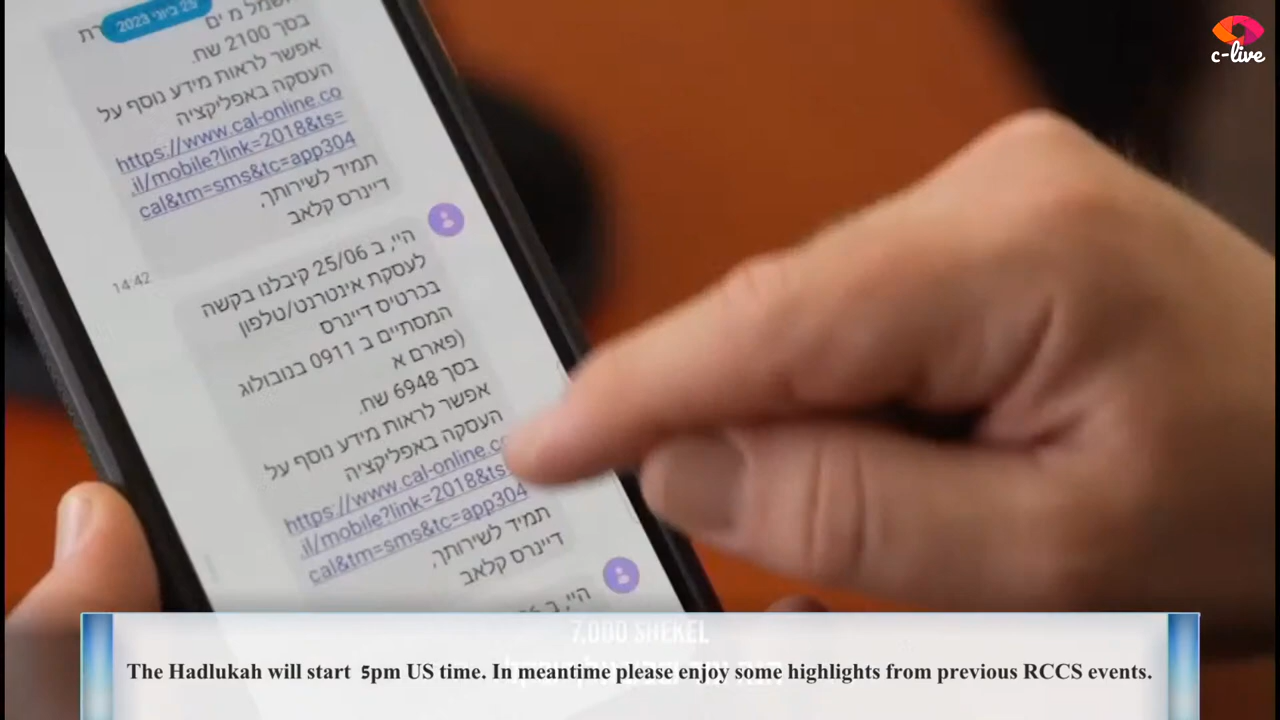 c-live
25 ביוני 2023
בסך 2100 שח.
אפשר לראות מידע נוסף על
העסקה באפליקציה
https://www.cal-online.co
.il/mobile?link=2018&ts=
cal&tm=sms&tc=app304
תמיד לשירותך,
דיינרס קלאב
14:42
היי, ב 25/06 קיבלנו בקשה
לעסקת אינטרנט/טלפון
בכרטיס דיינרס
המסתיים ב 0911 בנובולוג
(פארם א
בסך 6948 שח.
אפשר לראות מידע נוסף על
העסקה באפליקציה
https://www.cal-online.co
.il/mobile?link=2018&ts
cal&tm=sms&tc=app304
תמיד לשירותך,
דיינרס קלאב
היי, ב
7,000 SHEKEL
The Hadlukah will start 5pm US time. In meantime please enjoy some highlights from previous RCCS events.